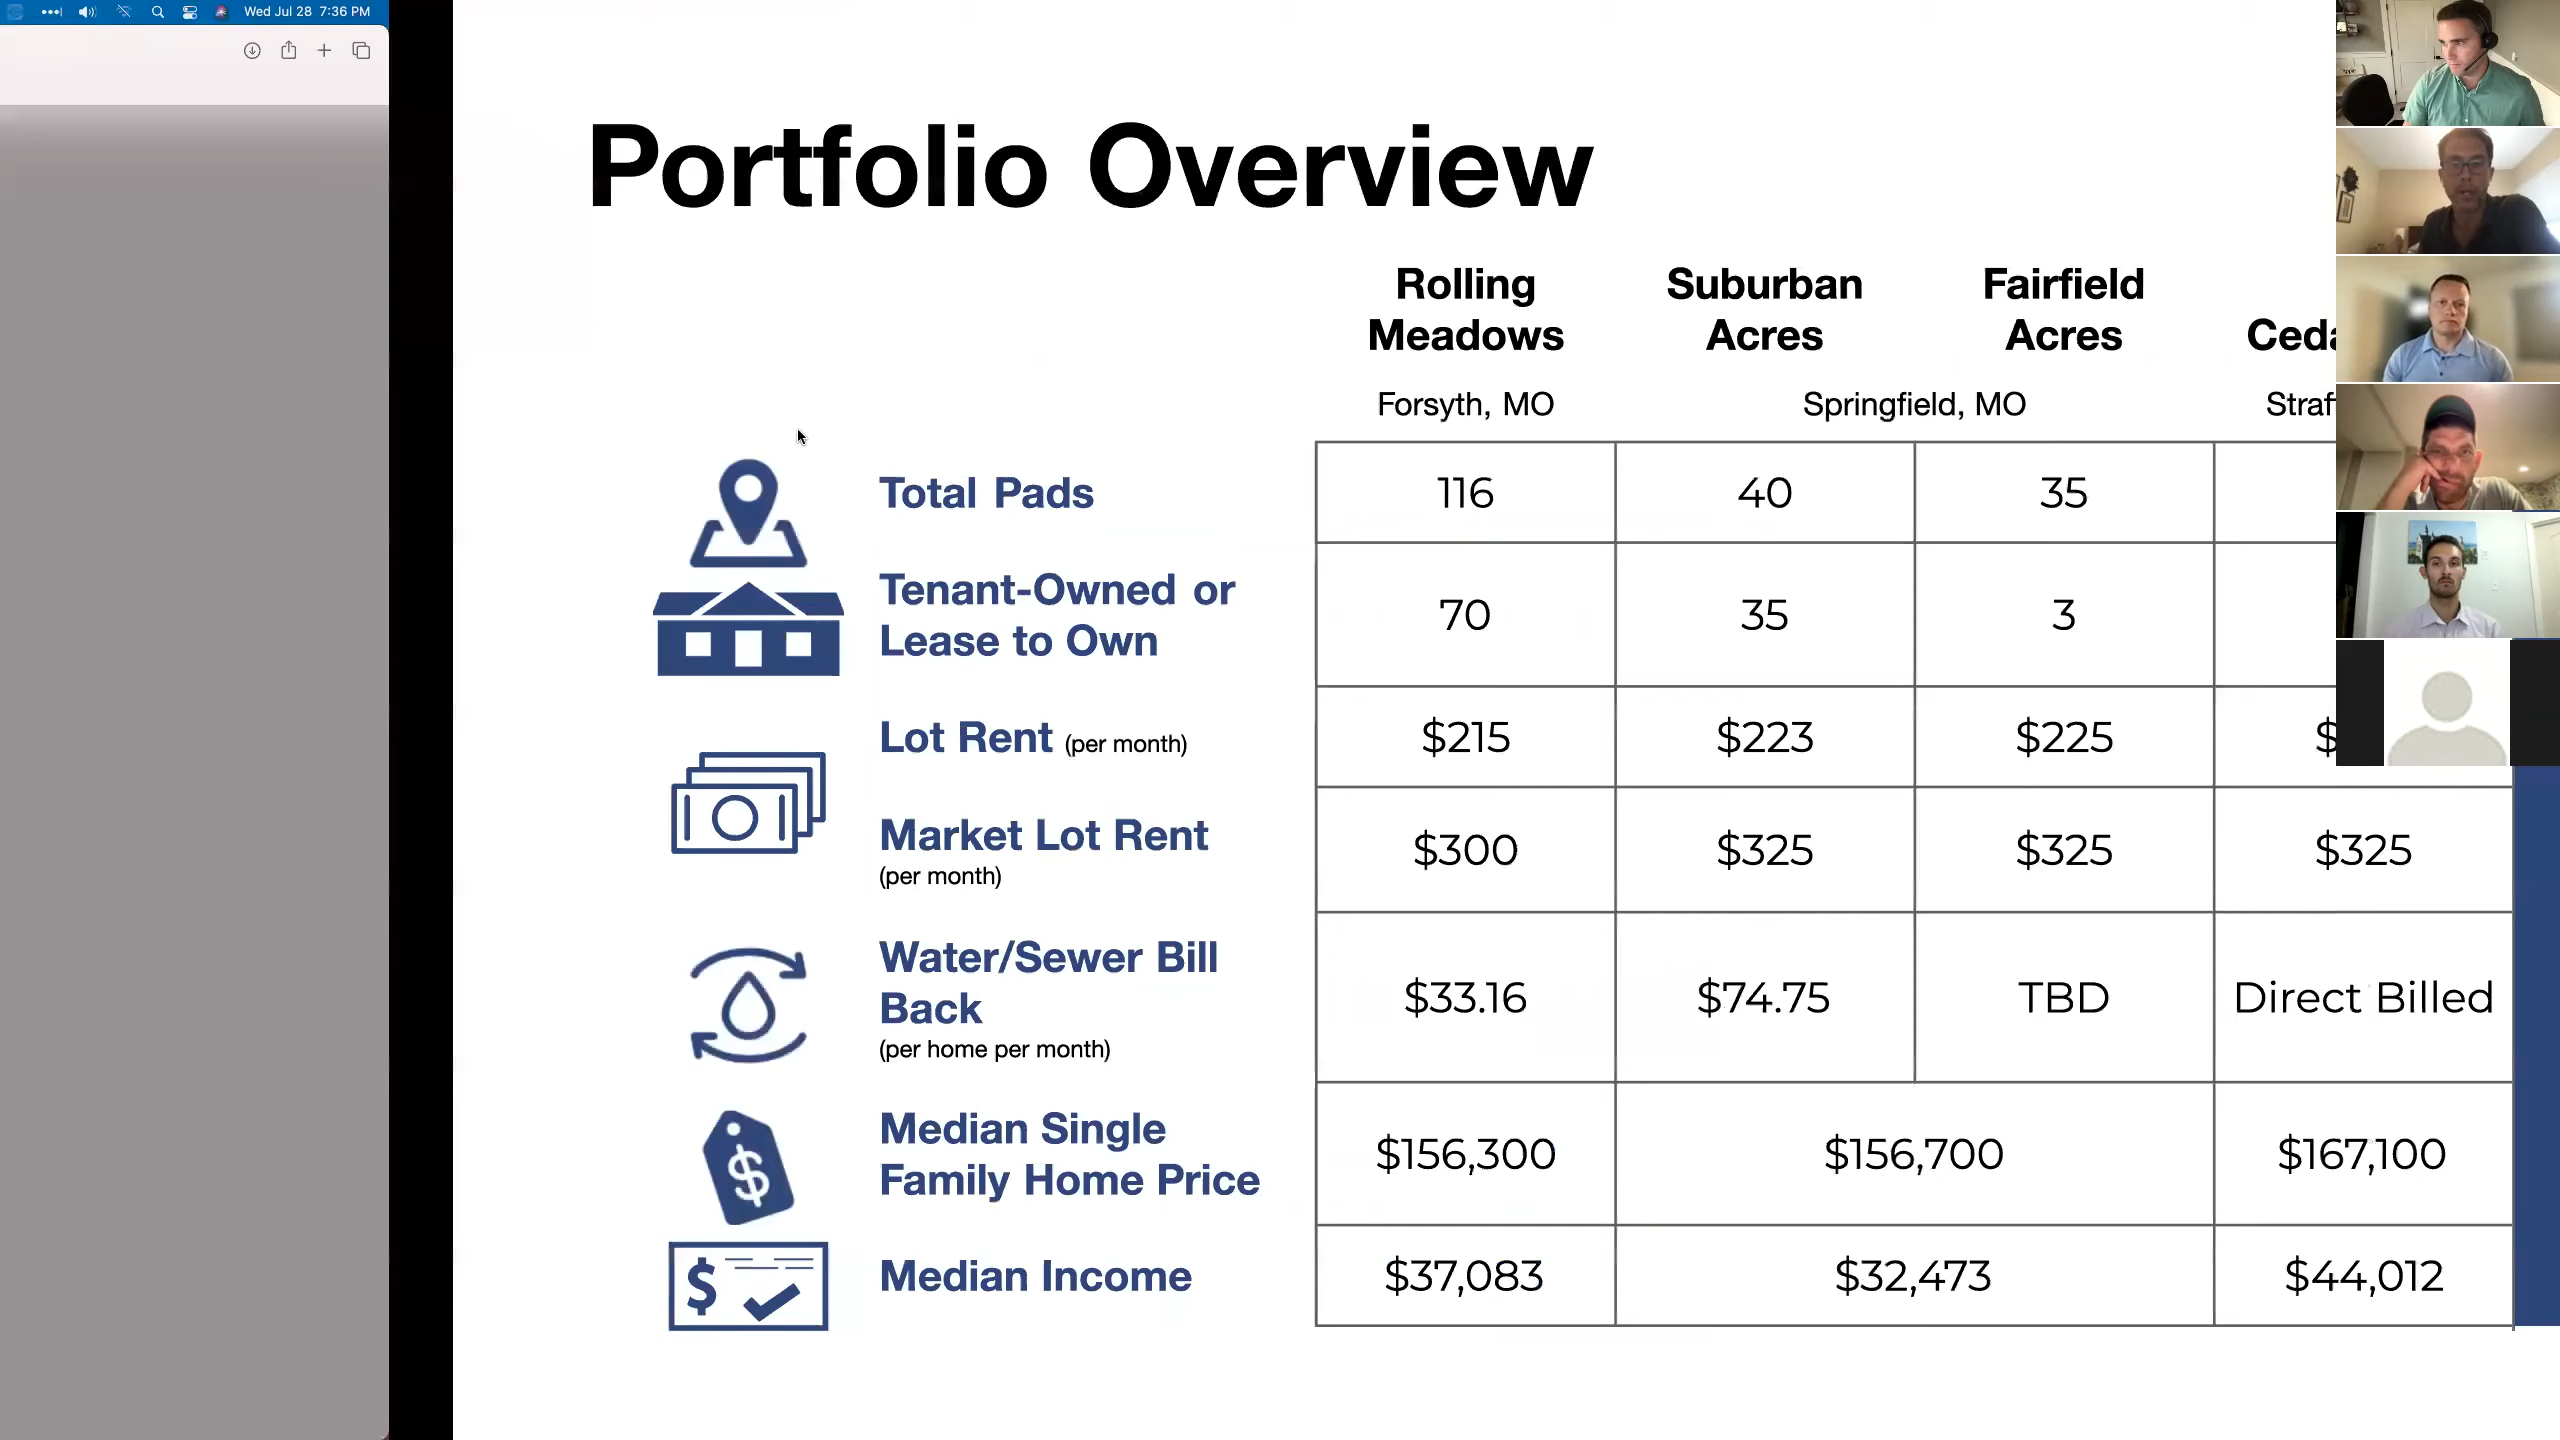 Wed Jul 28 7:36 PM
Portfolio Overview
Rolling
Meadows
Suburban
Acres
Fairfield
Acres
Forsyth, MO
Springfield, MO
Total Pads
116
40
35
Tenant-Owned or
Lease to Own
70
35
3
Lot Rent (per month)
$215
$223
$225
$
Market Lot Rent
(per month)
$300
$325
$325
$325
Water/Sewer Bill
Back
(per home per month)
$33.16
$74.75
TBD
Direct Billed
Median Single
Family Home Price
$156,300
$156,700
$167,100
$
Median Income
$37,083
$32,473
$44,012